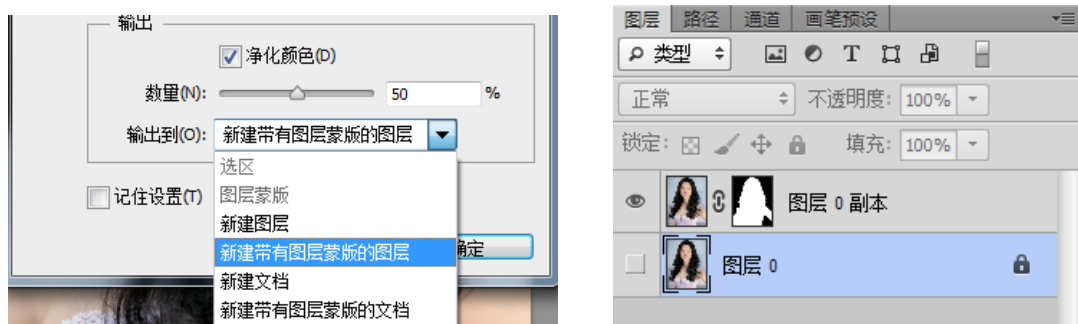 输出
净化颜色(D)
数量(N): 50 %
输出到(O): 新建带有图层蒙版的图层
选区
记住设置(T) 图层蒙版
新建图层
新建带有图层蒙版的图层
新建文档
新建带有图层蒙版的文档
图层 路径 通道 画笔预设
类型 T
正常 不透明度: 100%
锁定: 填充: 100%
图层 0 副本
图层 0